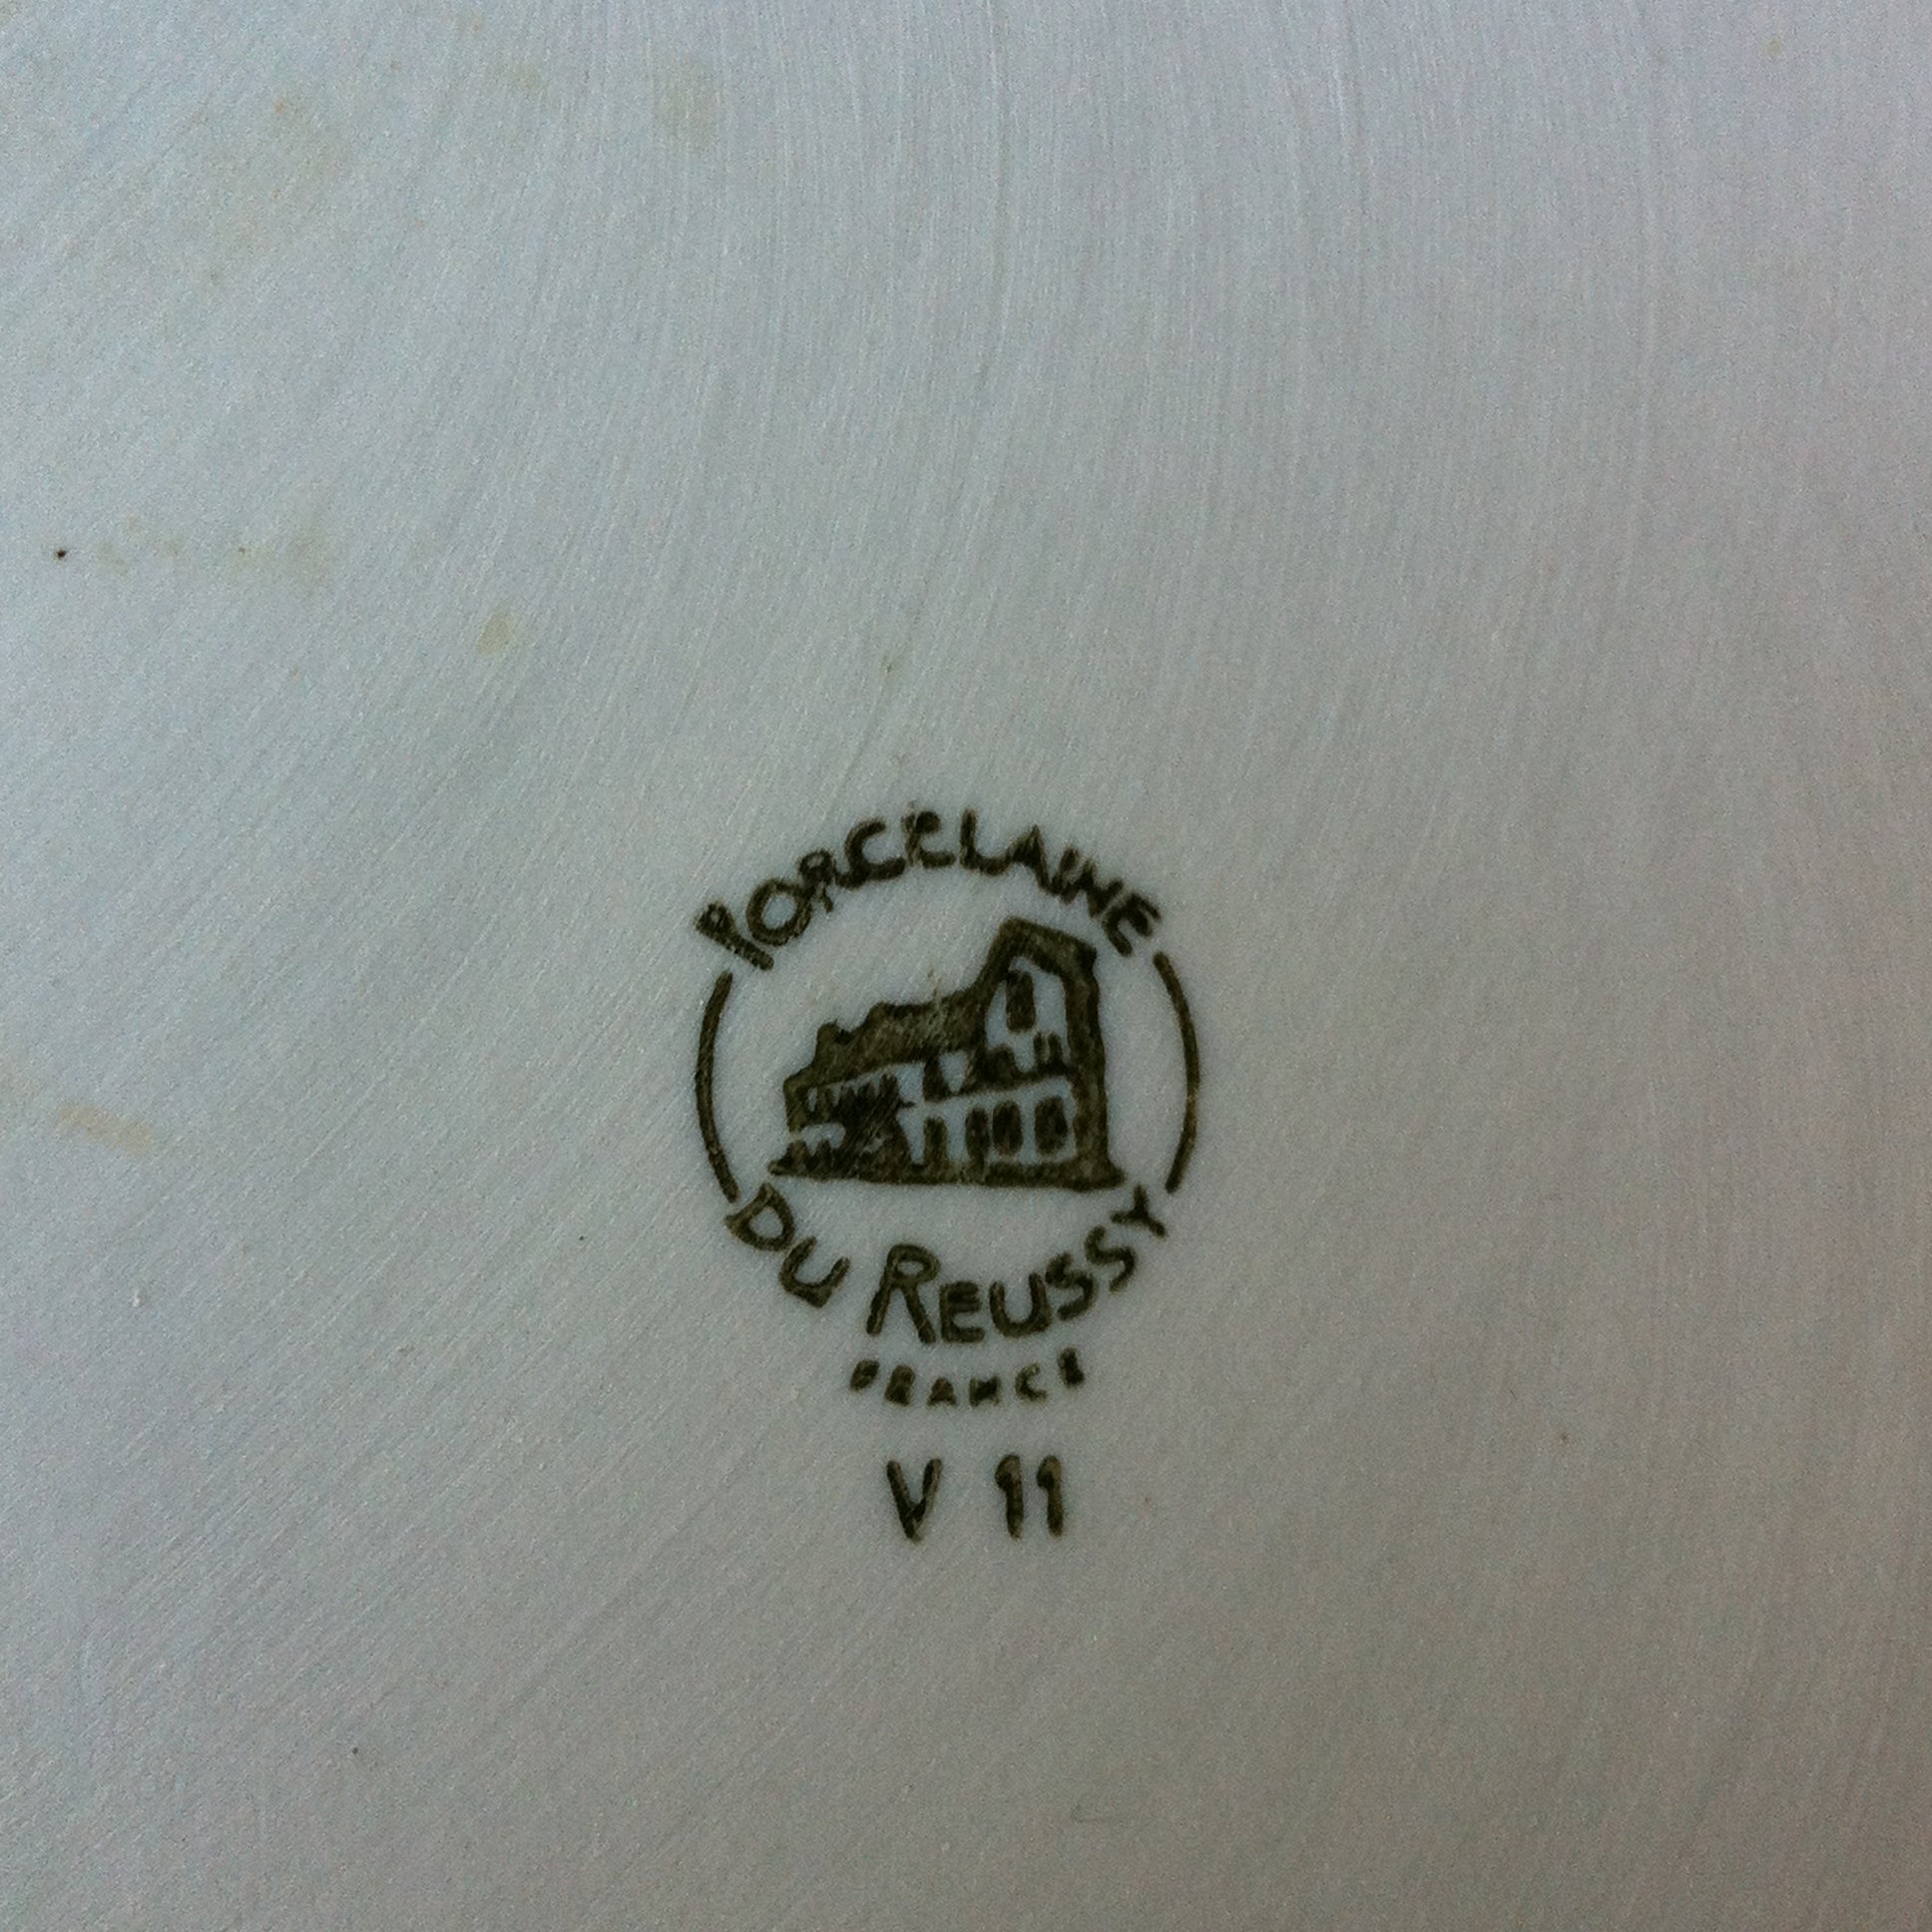 PORCELAINE
DU REUSSY
FRANCE
V 11